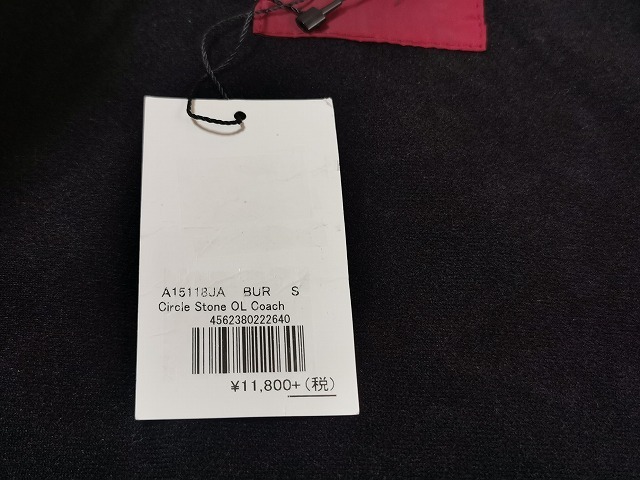 A15118JA BUR S
Circle Stone OL Coach
4562380222640
¥11,800+(税)